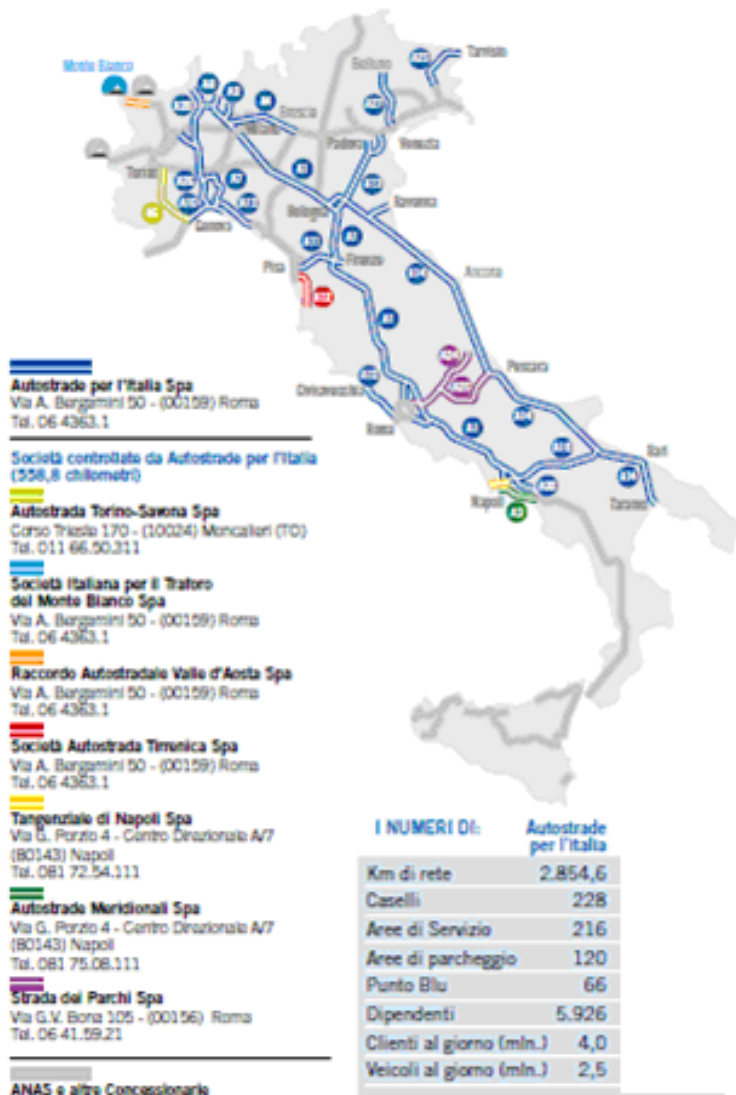 Monte Bianco
Tarvisio
Belluno
Brescia
Milano
Padova
Venezia
Torino
Bologna
Ravenna
Genova
Pisa
Firenze
Ancona
Civitavecchia
Pescara
Roma
Bari
Napoli
Taranto
Autostrade per l'Italia Spa
Via A. Bergamini 50 - (00159) Roma
Tel. 06 4363.1
Società controllate da Autostrade per l'Italia
(558,8 chilometri)
Autostrada Torino-Savona Spa
Corso Trieste 170 - (10024) Moncalieri (TO)
Tel. 011 66.50.311
Società Italiana per il Traforo
del Monte Bianco Spa
Via A. Bergamini 50 - (00159) Roma
Tel. 06 4363.1
Raccordo Autostradale Valle d'Aosta Spa
Via A. Bergamini 50 - (00159) Roma
Tel. 06 4363.1
Società Autostrada Tirrenica Spa
Via A. Bergamini 50 - (00159) Roma
Tel. 06 4363.1
Tangenziale di Napoli Spa
Via G. Porzio 4 - Centro Direzionale A/7
(80143) Napoli
Tel. 081 72.54.111
Autostrade Meridionali Spa
Via G. Porzio 4 - Centro Direzionale A/7
(80143) Napoli
Tel. 081 75.08.111
Strada dei Parchi Spa
Via G.V. Bona 105 - (00156) Roma
Tel. 06 41.59.21
ANAS e altre Concessionarie
I NUMERI DI: Autostrade
per l'Italia
Km di rete 2.854,6
Caselli 228
Aree di Servizio 216
Aree di parcheggio 120
Punto Blu 66
Dipendenti 5.926
Clienti al giorno (mln.) 4,0
Veicoli al giorno (mln.) 2,5